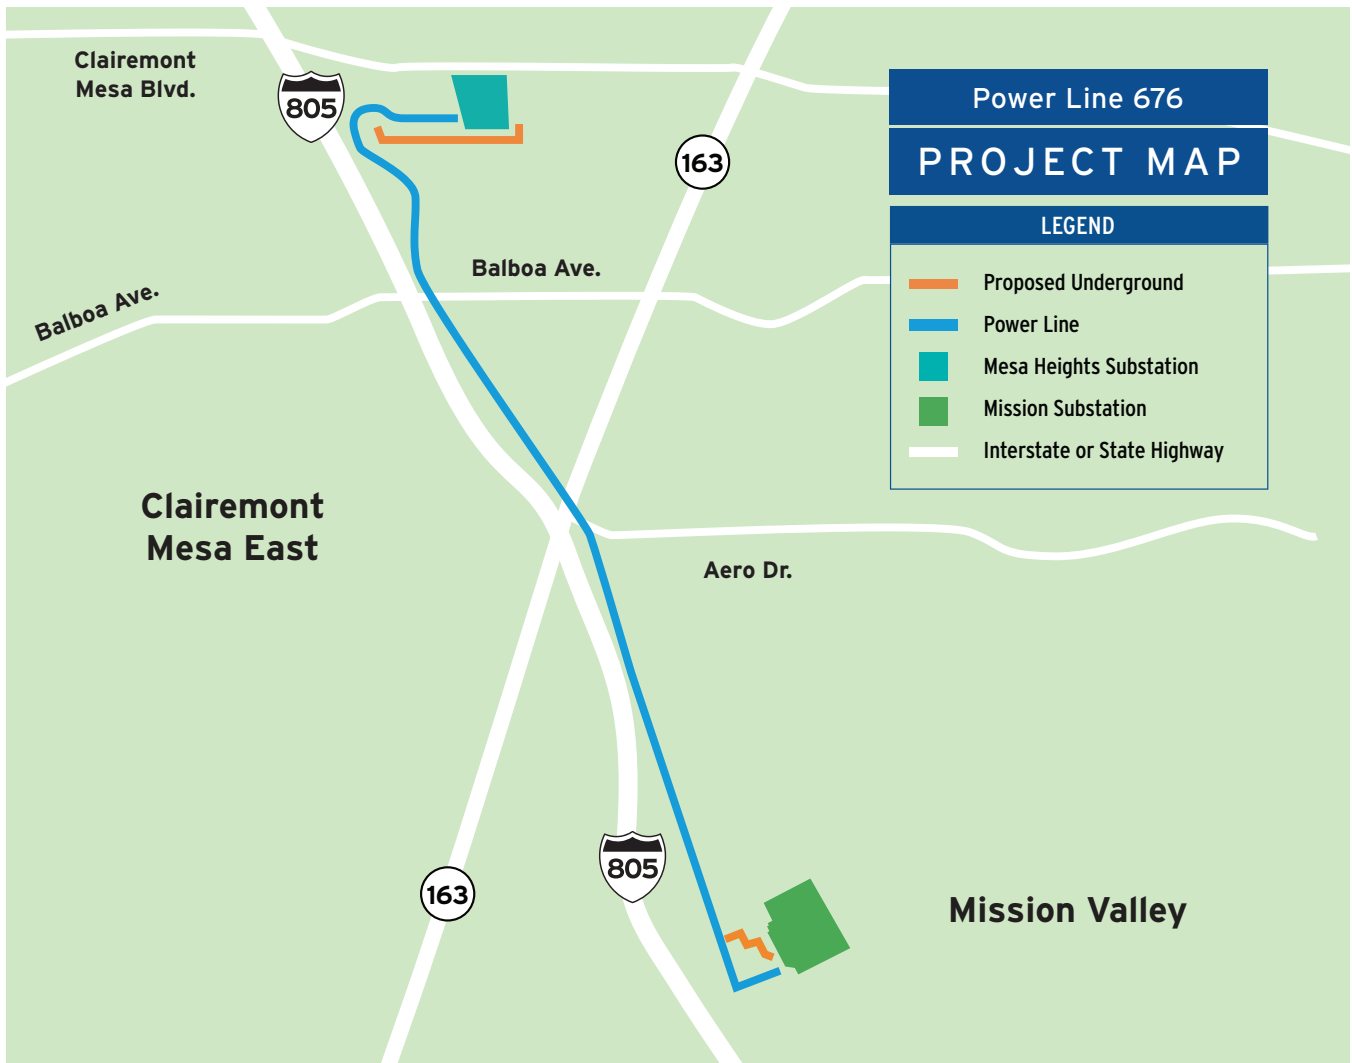 Clairemont
Mesa Blvd.
805
163
Power Line 676
PROJECT MAP
LEGEND
Proposed Underground
Power Line
Mesa Heights Substation
Mission Substation
Interstate or State Highway
Balboa Ave.
Balboa Ave.
Clairemont
Mesa East
Aero Dr.
805
163
Mission Valley